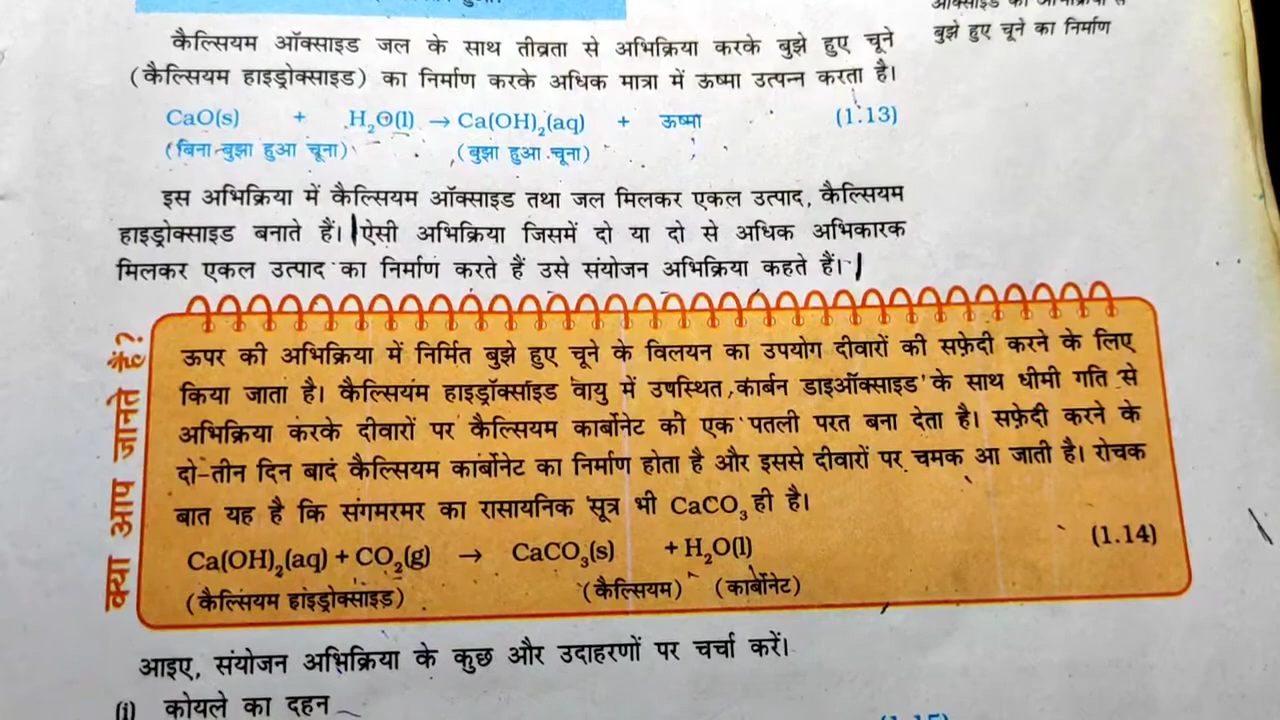 बुझे हुए चूने का निर्माण
कैल्सियम ऑक्साइड जल के साथ तीव्रता से अभिक्रिया करके बुझे हुए चूने
(कैल्सियम हाइड्रोक्साइड) का निर्माण करके अधिक मात्रा में ऊष्मा उत्पन्न करता है।
CaO(s) + H₂O(l) → Ca(OH)₂(aq) + ऊष्मा (1.13)
(बिना बुझा हुआ चूना) (बुझा हुआ चूना)
इस अभिक्रिया में कैल्सियम ऑक्साइड तथा जल मिलकर एकल उत्पाद, कैल्सियम
हाइड्रोक्साइड बनाते हैं। ऐसी अभिक्रिया जिसमें दो या दो से अधिक अभिकारक
मिलकर एकल उत्पाद का निर्माण करते हैं उसे संयोजन अभिक्रिया कहते हैं।
क्या आप जानते हैं?
ऊपर की अभिक्रिया में निर्मित बुझे हुए चूने के विलयन का उपयोग दीवारों की सफ़ेदी करने के लिए
किया जाता है। कैल्सियम हाइड्रॉक्साइड वायु में उपस्थित कार्बन डाइऑक्साइड के साथ धीमी गति से
अभिक्रिया करके दीवारों पर कैल्सियम कार्बोनेट की एक पतली परत बना देता है। सफ़ेदी करने के
दो-तीन दिन बाद कैल्सियम कार्बोनेट का निर्माण होता है और इससे दीवारों पर चमक आ जाती है। रोचक
बात यह है कि संगमरमर का रासायनिक सूत्र भी CaCO₃ ही है।
Ca(OH)₂(aq) + CO₂(g) → CaCO₃(s) + H₂O(l) (1.14)
(कैल्सियम हाइड्रोक्साइड) (कैल्सियम) (कार्बोनेट)
आइए, संयोजन अभिक्रिया के कुछ और उदाहरणों पर चर्चा करें।
(i) कोयले का दहन